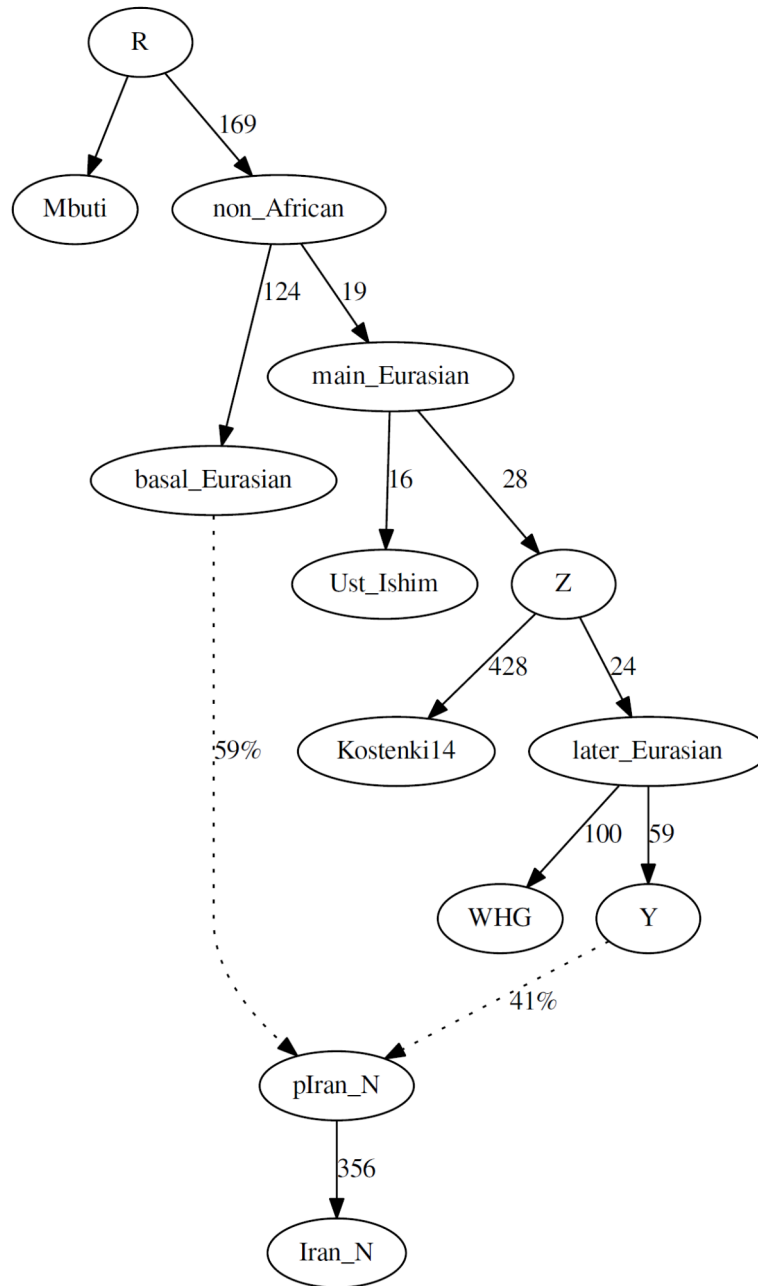 R
169
Mbuti
non_African
124
19
main_Eurasian
basal_Eurasian
16
28
Ust_Ishim
Z
428
24
59%
Kostenki14
later_Eurasian
100
59
WHG
Y
41%
pIran_N
356
Iran_N